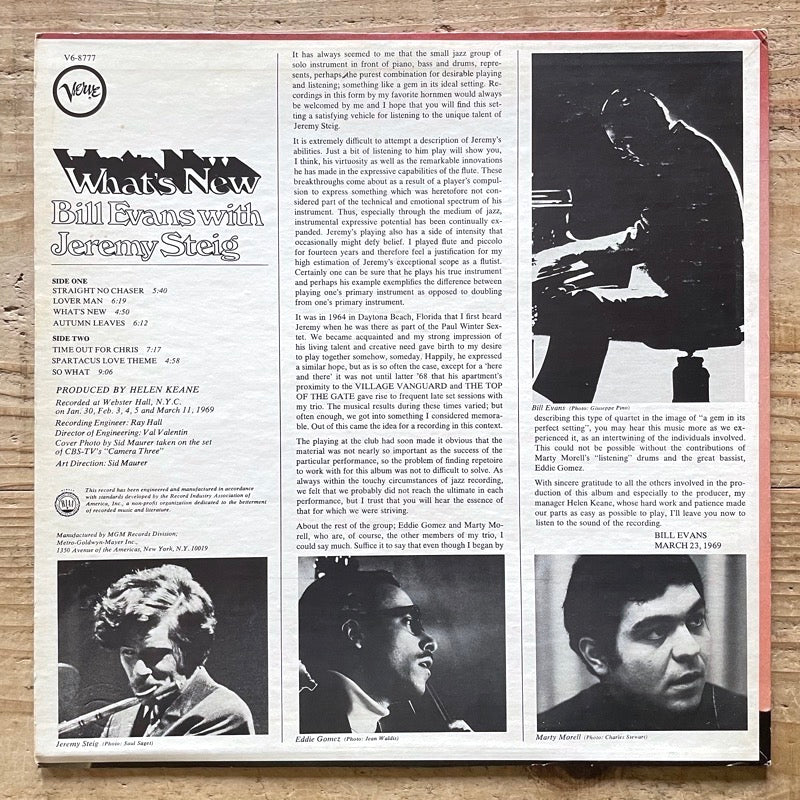 V6-8777
Verve
What's New
Bill Evans with
Jeremy Steig
SIDE ONE
STRAIGHT NO CHASER 5:40
LOVER MAN 6:19
WHAT'S NEW 4:50
AUTUMN LEAVES 6:12
SIDE TWO
TIME OUT FOR CHRIS 7:17
SPARTACUS LOVE THEME 4:58
SO WHAT 9:06
PRODUCED BY HELEN KEANE
Recorded at Webster Hall, N.Y.C.
on Jan. 30, Feb. 3, 4, 5 and March 11, 1969
Recording Engineer: Ray Hall
Director of Engineering: Val Valentin
Cover Photo by Sid Maurer taken on the set
of CBS-TV's "Camera Three"
Art Direction: Sid Maurer
This record has been engineered and manufactured in accordance
with standards developed by the Record Industry Association of
America, Inc., a non-profit organization dedicated to the betterment
of recorded music and literature.
Manufactured by MGM Records Division;
Metro-Goldwyn-Mayer Inc.,
1350 Avenue of the Americas, New York, N.Y. 10019
Jeremy Steig (Photo: Saul Saget)
It has always seemed to me that the small jazz group of
solo instrument in front of piano, bass and drums, repre-
sents, perhaps, the purest combination for desirable playing
and listening; something like a gem in its ideal setting. Re-
cordings in this form by my favorite hornmen would always
be welcomed by me and I hope that you will find this set-
ting a satisfying vehicle for listening to the unique talent of
Jeremy Steig.
It is extremely difficult to attempt a description of Jeremy's
abilities. Just a bit of listening to him play will show you,
I think, his virtuosity as well as the remarkable innovations
he has made in the expressive capabilities of the flute. These
breakthroughs come about as a result of a player's compul-
sion to express something which was heretofore not con-
sidered part of the technical and emotional spectrum of his
instrument. Thus, especially through the medium of jazz,
instrumental expressive potential has been continually ex-
panded. Jeremy's playing also has a side of intensity that
occasionally might defy belief. I played flute and piccolo
for fourteen years and therefore feel a justification for my
high estimation of Jeremy's exceptional scope as a flutist.
Certainly one can be sure that he plays his true instrument
and perhaps his example exemplifies the difference between
playing one's primary instrument as opposed to doubling
from one's primary instrument.
It was in 1964 in Daytona Beach, Florida that I first heard
Jeremy when he was there as part of the Paul Winter Sex-
tet. We became acquainted and my strong impression of
his living talent and creative need gave birth to my desire
to play together somehow, someday. Happily, he expressed
a similar hope, but as is so often the case, except for a 'here
and there' it was not until later '68 that his apartment's
proximity to the VILLAGE VANGUARD and THE TOP
OF THE GATE gave rise to frequent late set sessions with
my trio. The musical results during these times varied; but
often enough, we got into something I considered memora-
ble. Out of this came the idea for a recording in this context.
The playing at the club had soon made it obvious that the
material was not nearly so important as the success of the
particular performance, so the problem of finding repetoire
to work with for this album was not to difficult to solve. As
always within the touchy circumstances of jazz recording,
we felt that we probably did not reach the ultimate in each
performance, but I trust that you will hear the essence of
that for which we were striving.
About the rest of the group; Eddie Gomez and Marty Mo-
rell, who are, of course, the other members of my trio, I
could say much. Suffice it to say that even though I began by
Eddie Gomez (Photo: Jean Waldis)
Bill Evans (Photo: Giuseppe Pino)
describing this type of quartet in the image of "a gem in its
perfect setting", you may hear this music more as we ex-
perienced it, as an intertwining of the individuals involved.
This could not be possible without the contributions of
Marty Morell's "listening" drums and the great bassist,
Eddie Gomez.
With sincere gratitude to all the others involved in the pro-
duction of this album and especially to the producer, my
manager Helen Keane, whose hard work and patience made
our parts as easy as possible to play, I'll leave you now to
listen to the sound of the recording.
BILL EVANS
MARCH 23, 1969
Marty Morell (Photo: Charles Stewart)